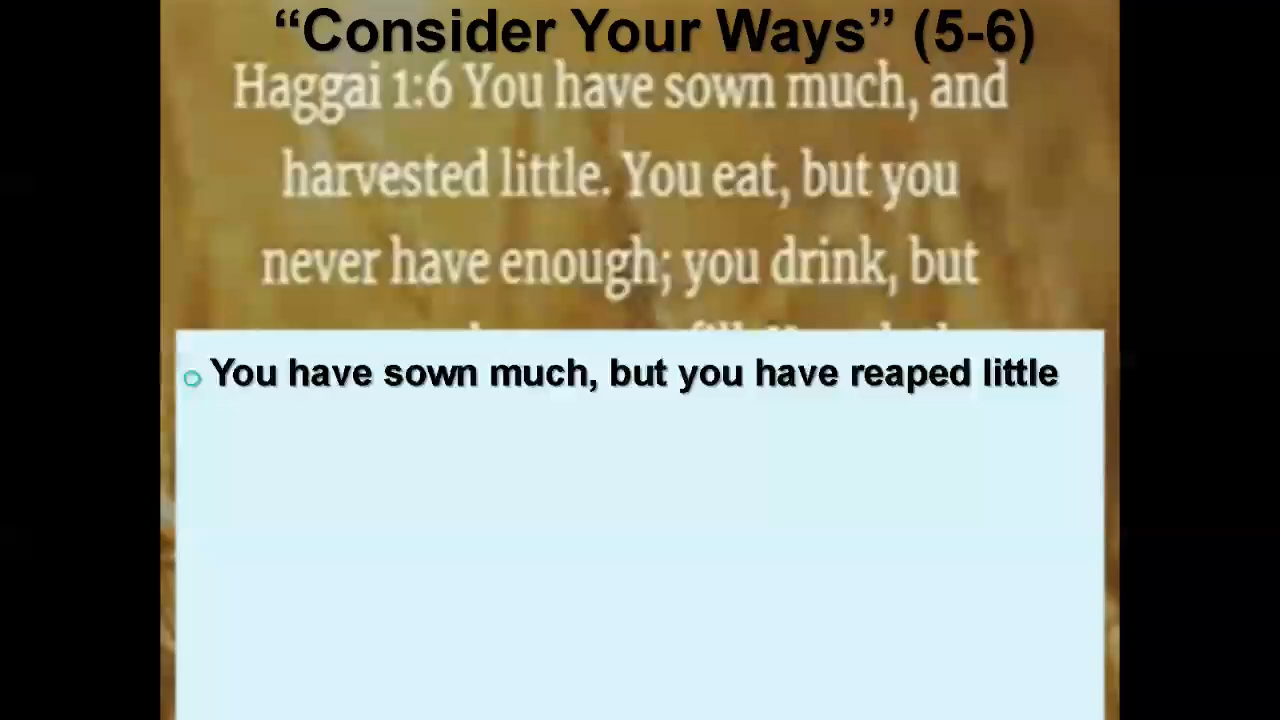 “Consider Your Ways” (5-6)
Haggai 1:6 You have sown much, and
harvested little. You eat, but you
never have enough; you drink, but
You have sown much, but you have reaped little